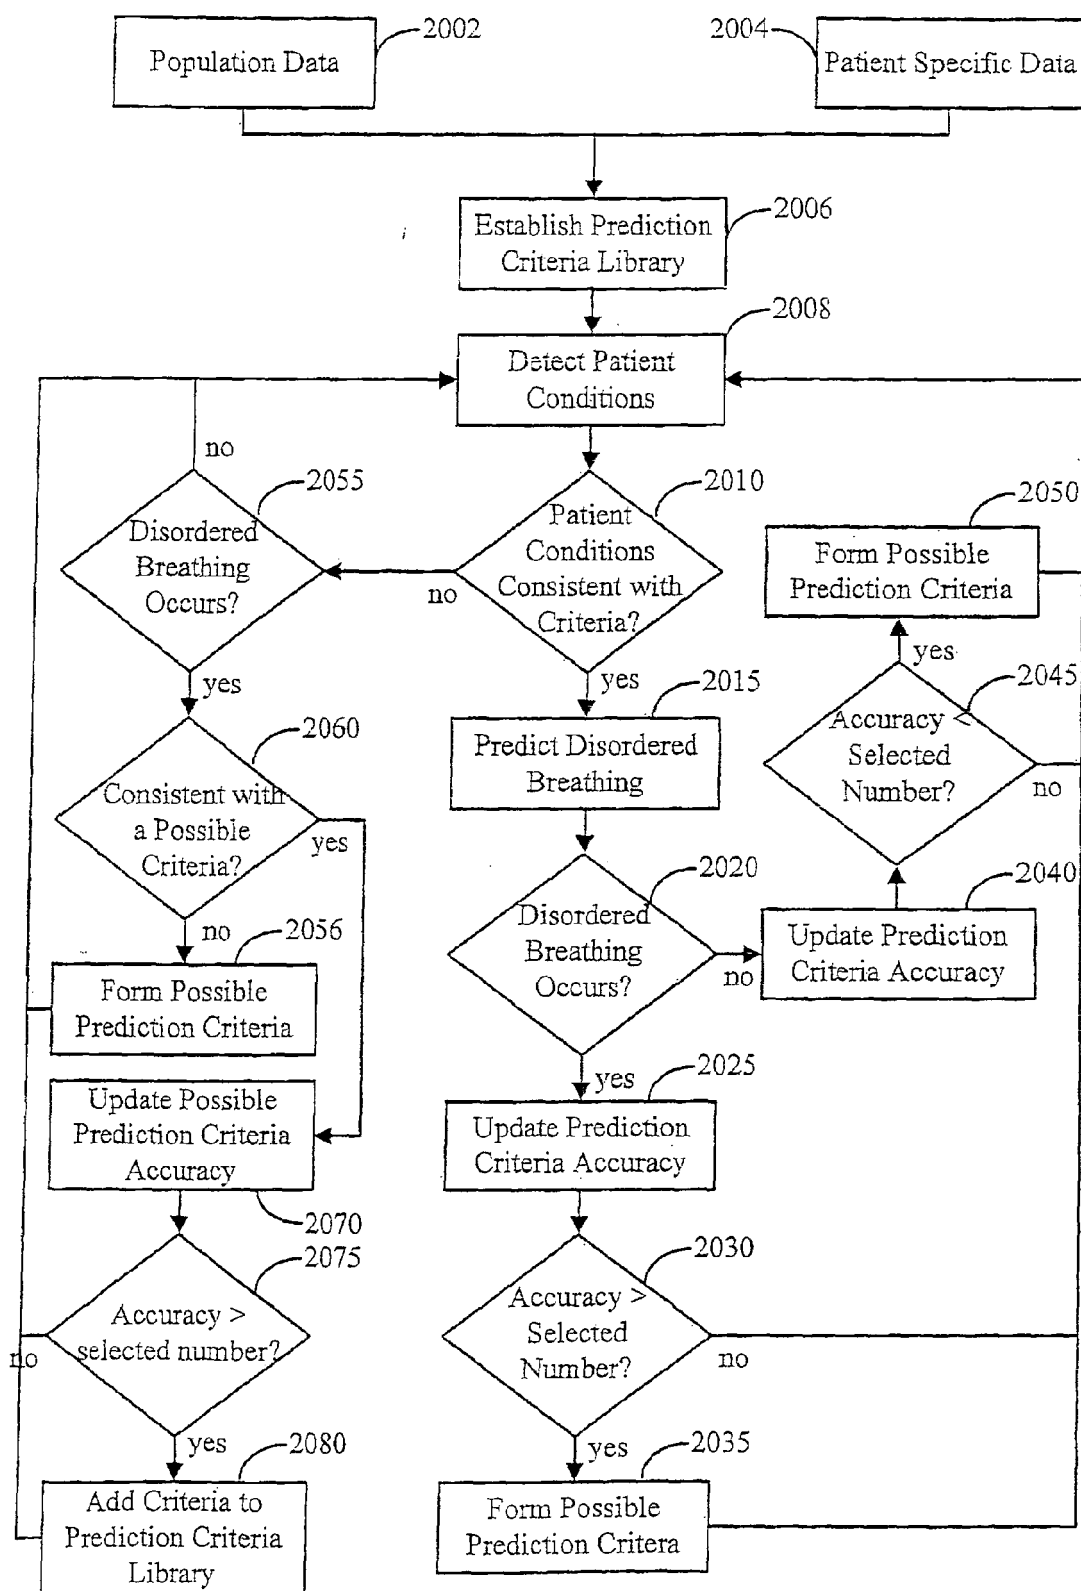 2002
2004
Population Data
Patient Specific Data
2006
Establish Prediction
Criteria Library
2008
Detect Patient
Conditions
no
2055
2010
2050
Disordered
Breathing
Occurs?
Patient
Conditions
Consistent with
Criteria?
no
Form Possible
Prediction Criteria
yes
yes
yes
2015
2045
2060
Predict Disordered
Breathing
Accuracy <
Selected
Number?
no
Consistent with
a Possible
Criteria?
yes
2020
2040
no
2056
Disordered
Breathing
Occurs?
no
Update Prediction
Criteria Accuracy
Form Possible
Prediction Criteria
yes
2025
Update Possible
Prediction Criteria
Accuracy
Update Prediction
Criteria Accuracy
2070
2075
2030
Accuracy >
selected number?
no
Accuracy >
Selected
Number?
no
yes
2080
yes
2035
Add Criteria to
Prediction Criteria
Library
Form Possible
Prediction Critera